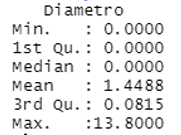 Diametro
Min.   : 0.0000
1st Qu.: 0.0000
Median : 0.0000
Mean   : 1.4488
3rd Qu.: 0.0815
Max.   :13.8000